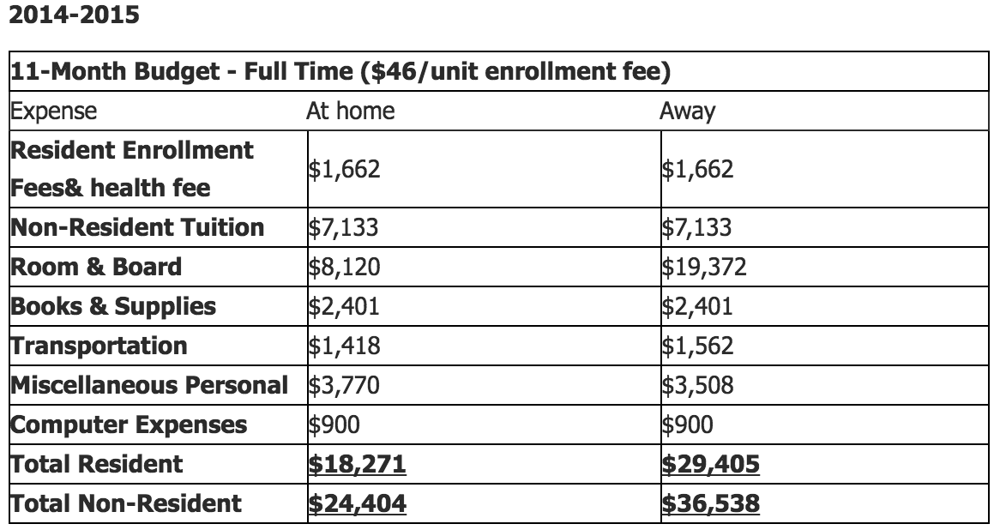 2014-2015
11-Month Budget - Full Time ($46/unit enrollment fee)
Expense At home Away
Resident Enrollment
Fees& health fee $1,662 $1,662
Non-Resident Tuition $7,133 $7,133
Room & Board $8,120 $19,372
Books & Supplies $2,401 $2,401
Transportation $1,418 $1,562
Miscellaneous Personal $3,770 $3,508
Computer Expenses $900 $900
Total Resident $18,271 $29,405
Total Non-Resident $24,404 $36,538